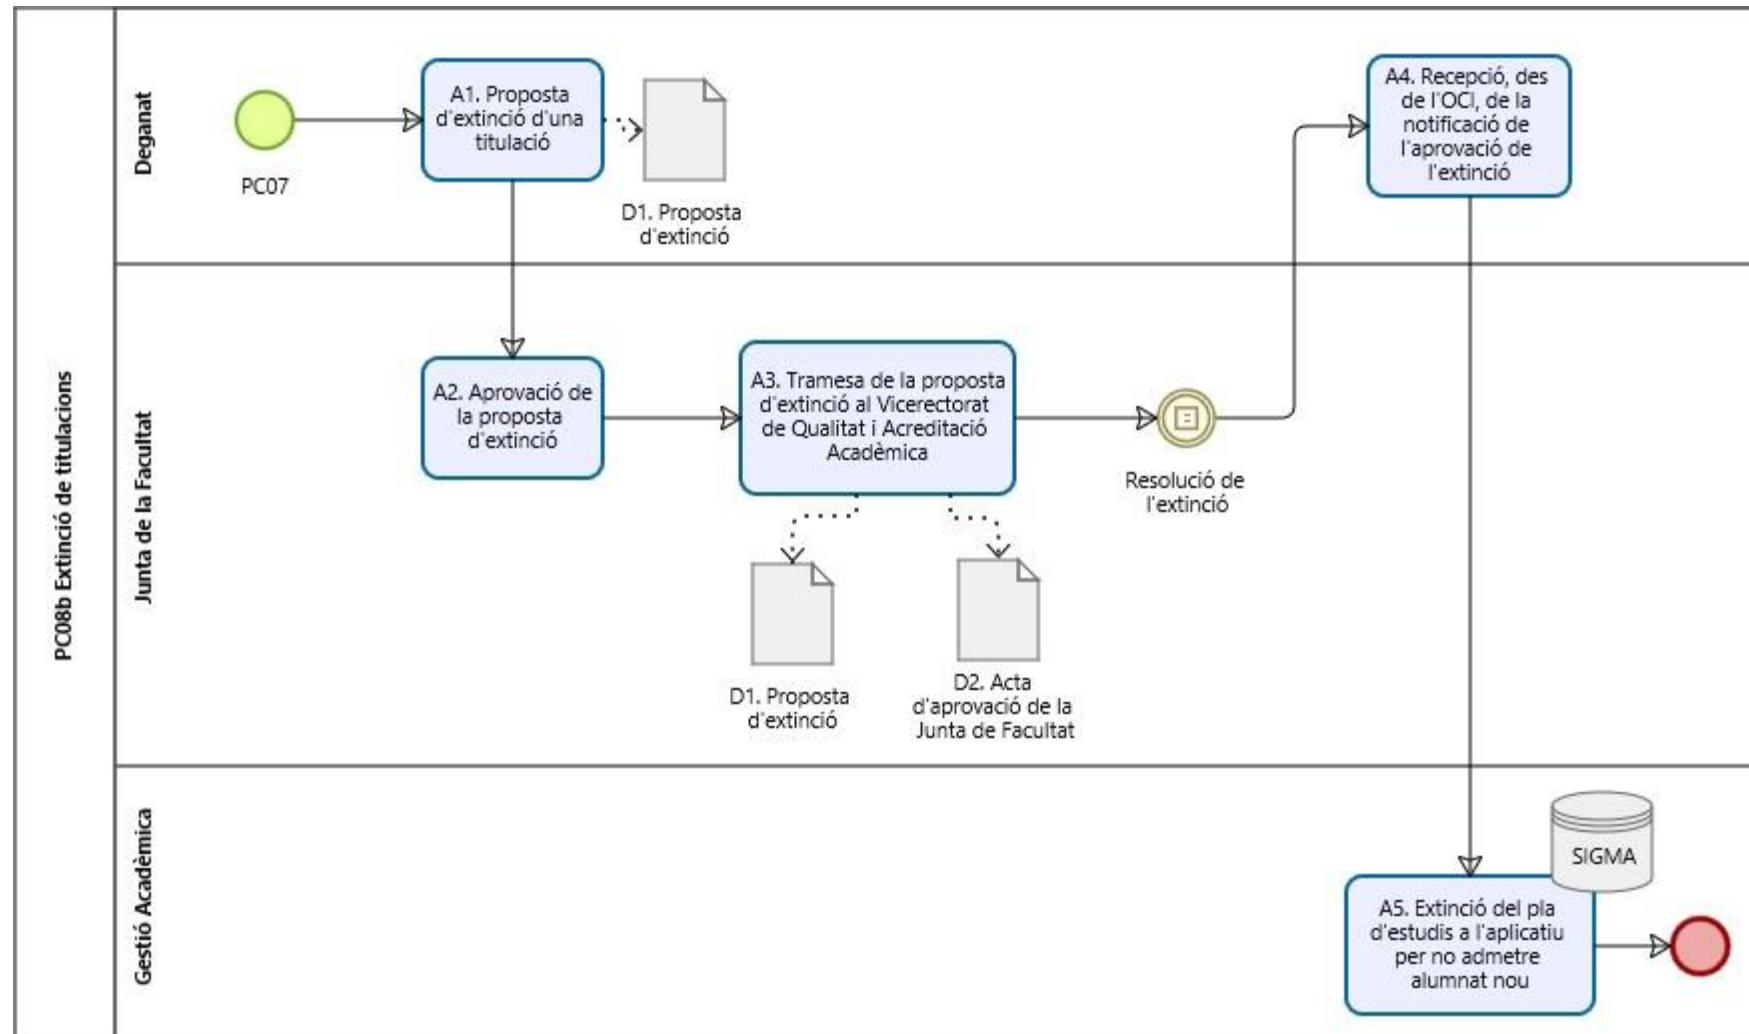 PC08b Extinció de titulacions
Deganat
PC07
A1. Proposta
d'extinció d'una
titulació
D1. Proposta
d'extinció
A4. Recepció, des
de l'OCI, de la
notificació de
l'aprovació de
l'extinció
Junta de la Facultat
A2. Aprovació de
la proposta
d'extinció
A3. Tramesa de la proposta
d'extinció al Vicerectorat
de Qualitat i Acreditació
Acadèmica
Resolució de
l'extinció
D1. Proposta
d'extinció
D2. Acta
d'aprovació de la
Junta de Facultat
Gestió Acadèmica
SIGMA
A5. Extinció del pla
d'estudis a l'aplicatiu
per no admetre
alumnat nou